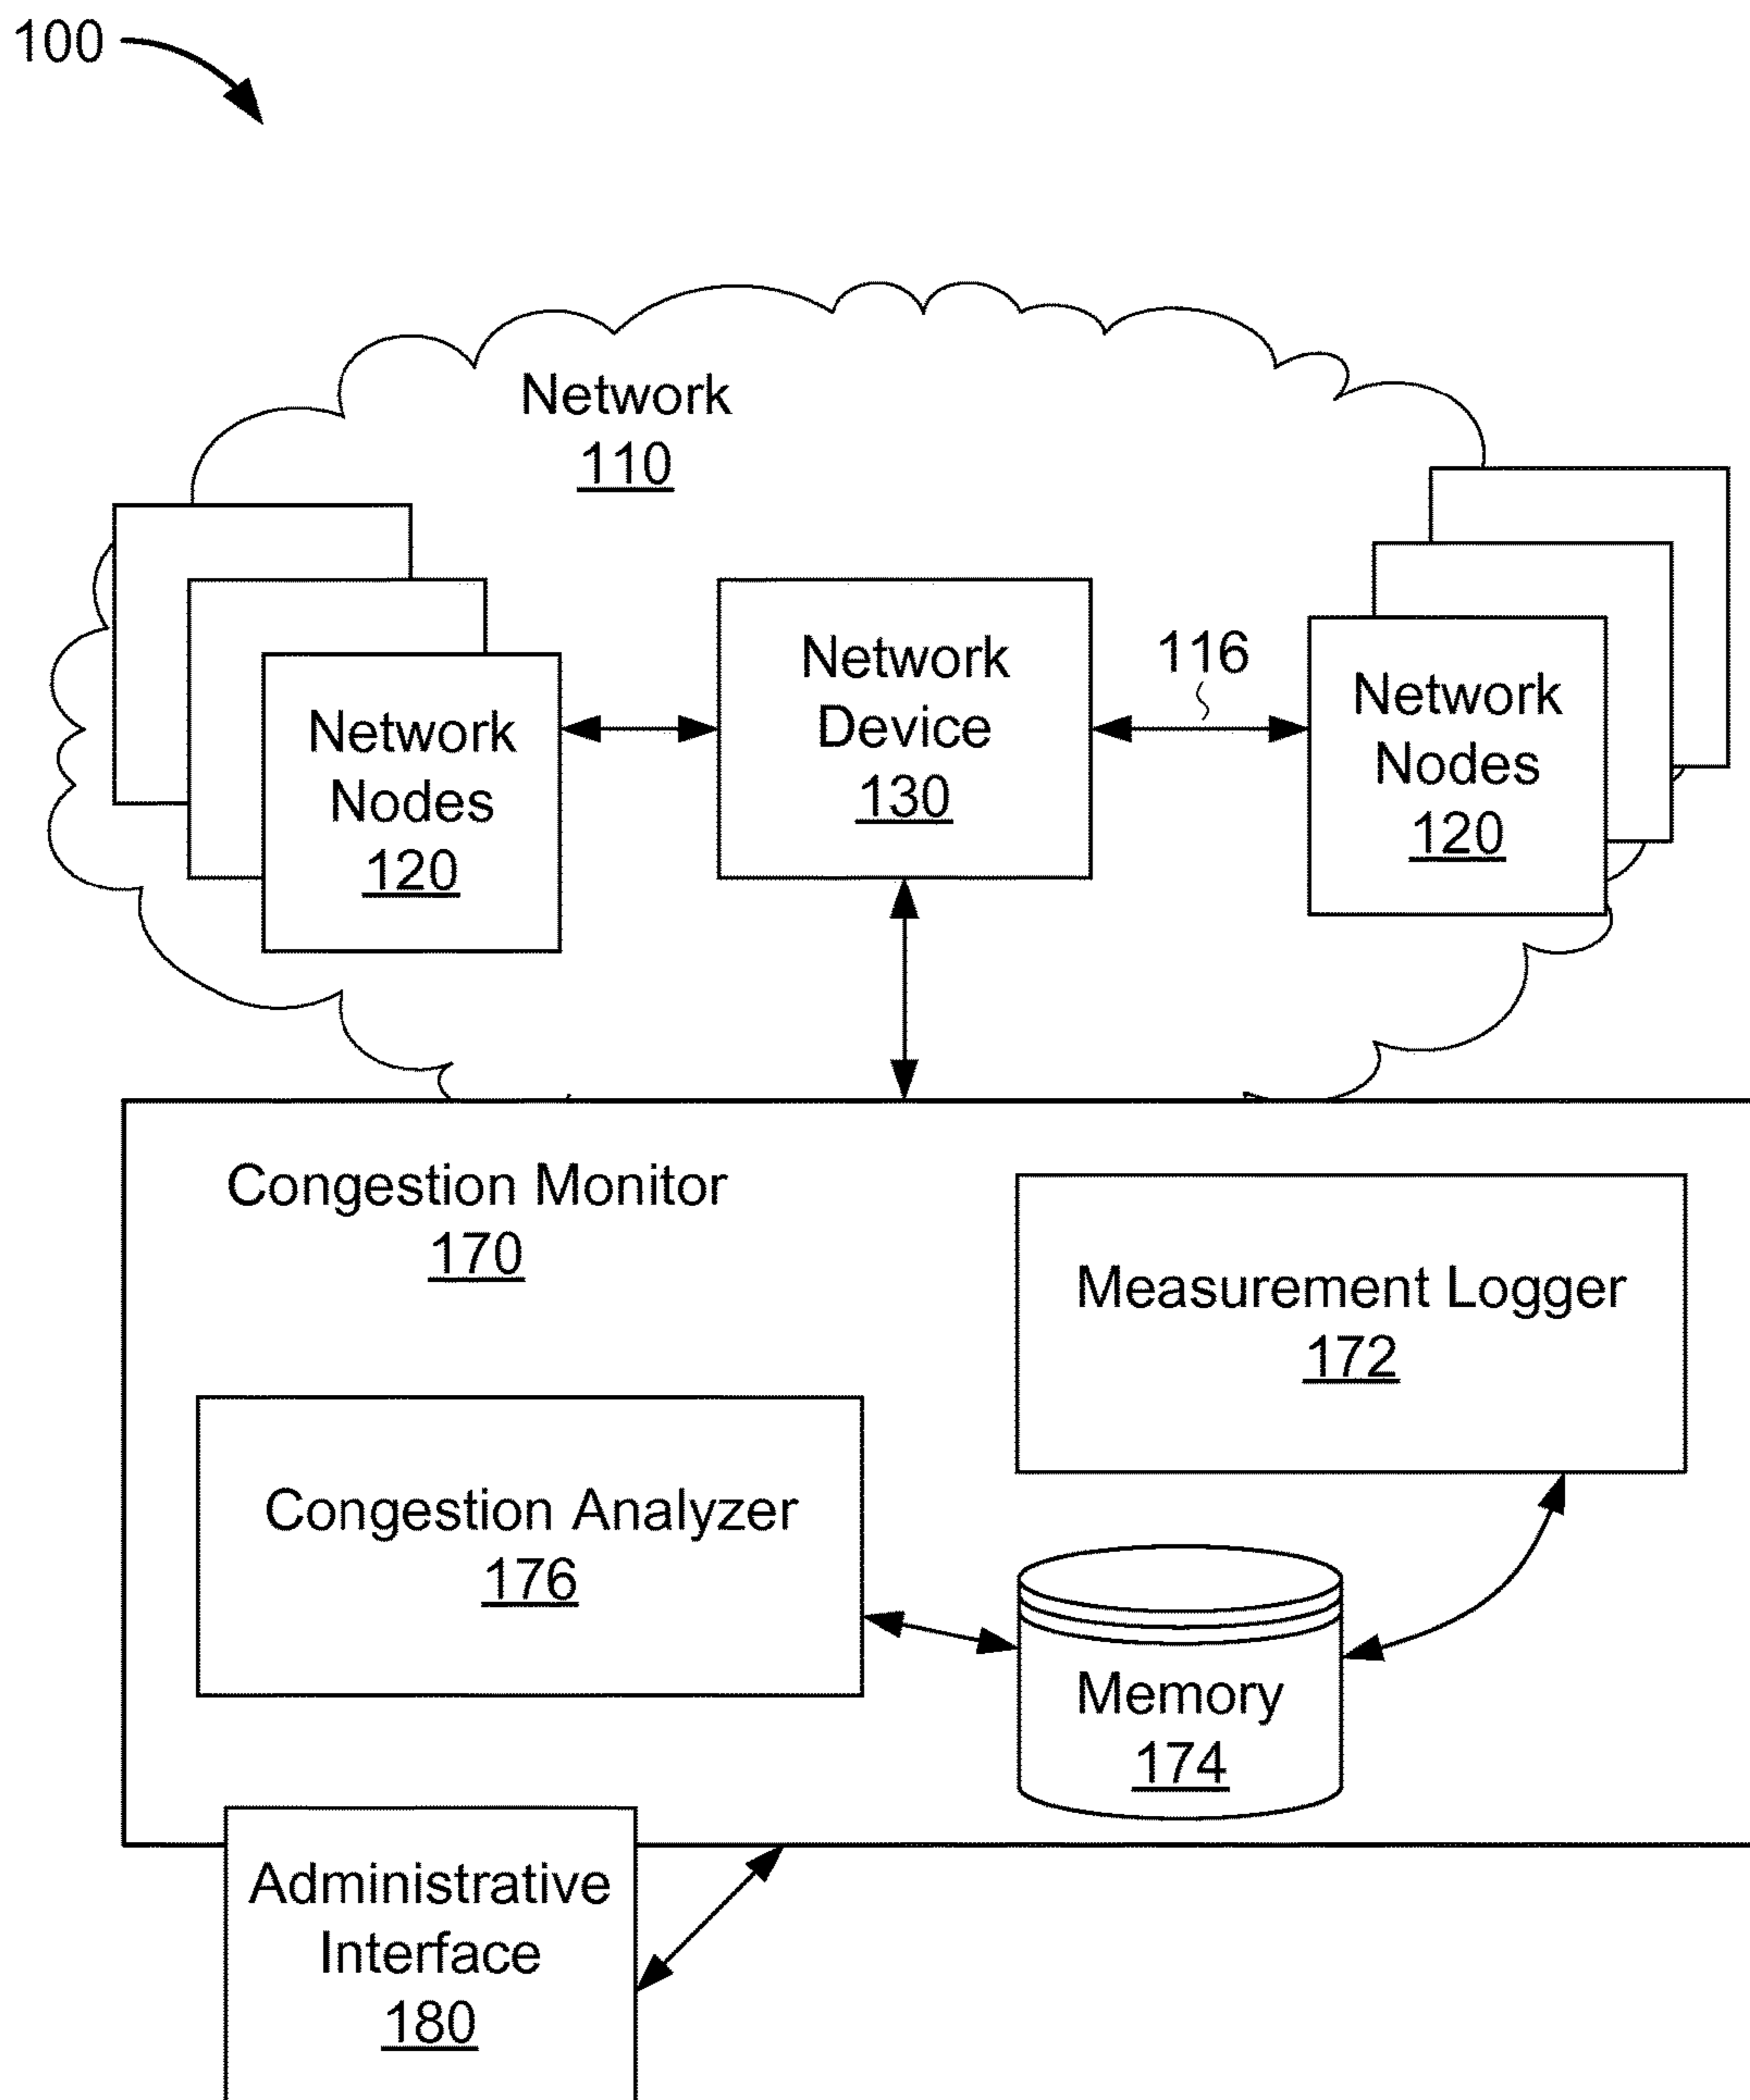 100
Network
110
Network
Nodes
120
Network
Device
130
116
Network
Nodes
120
Congestion Monitor
170
Measurement Logger
172
Congestion Analyzer
176
Memory
174
Administrative
Interface
180